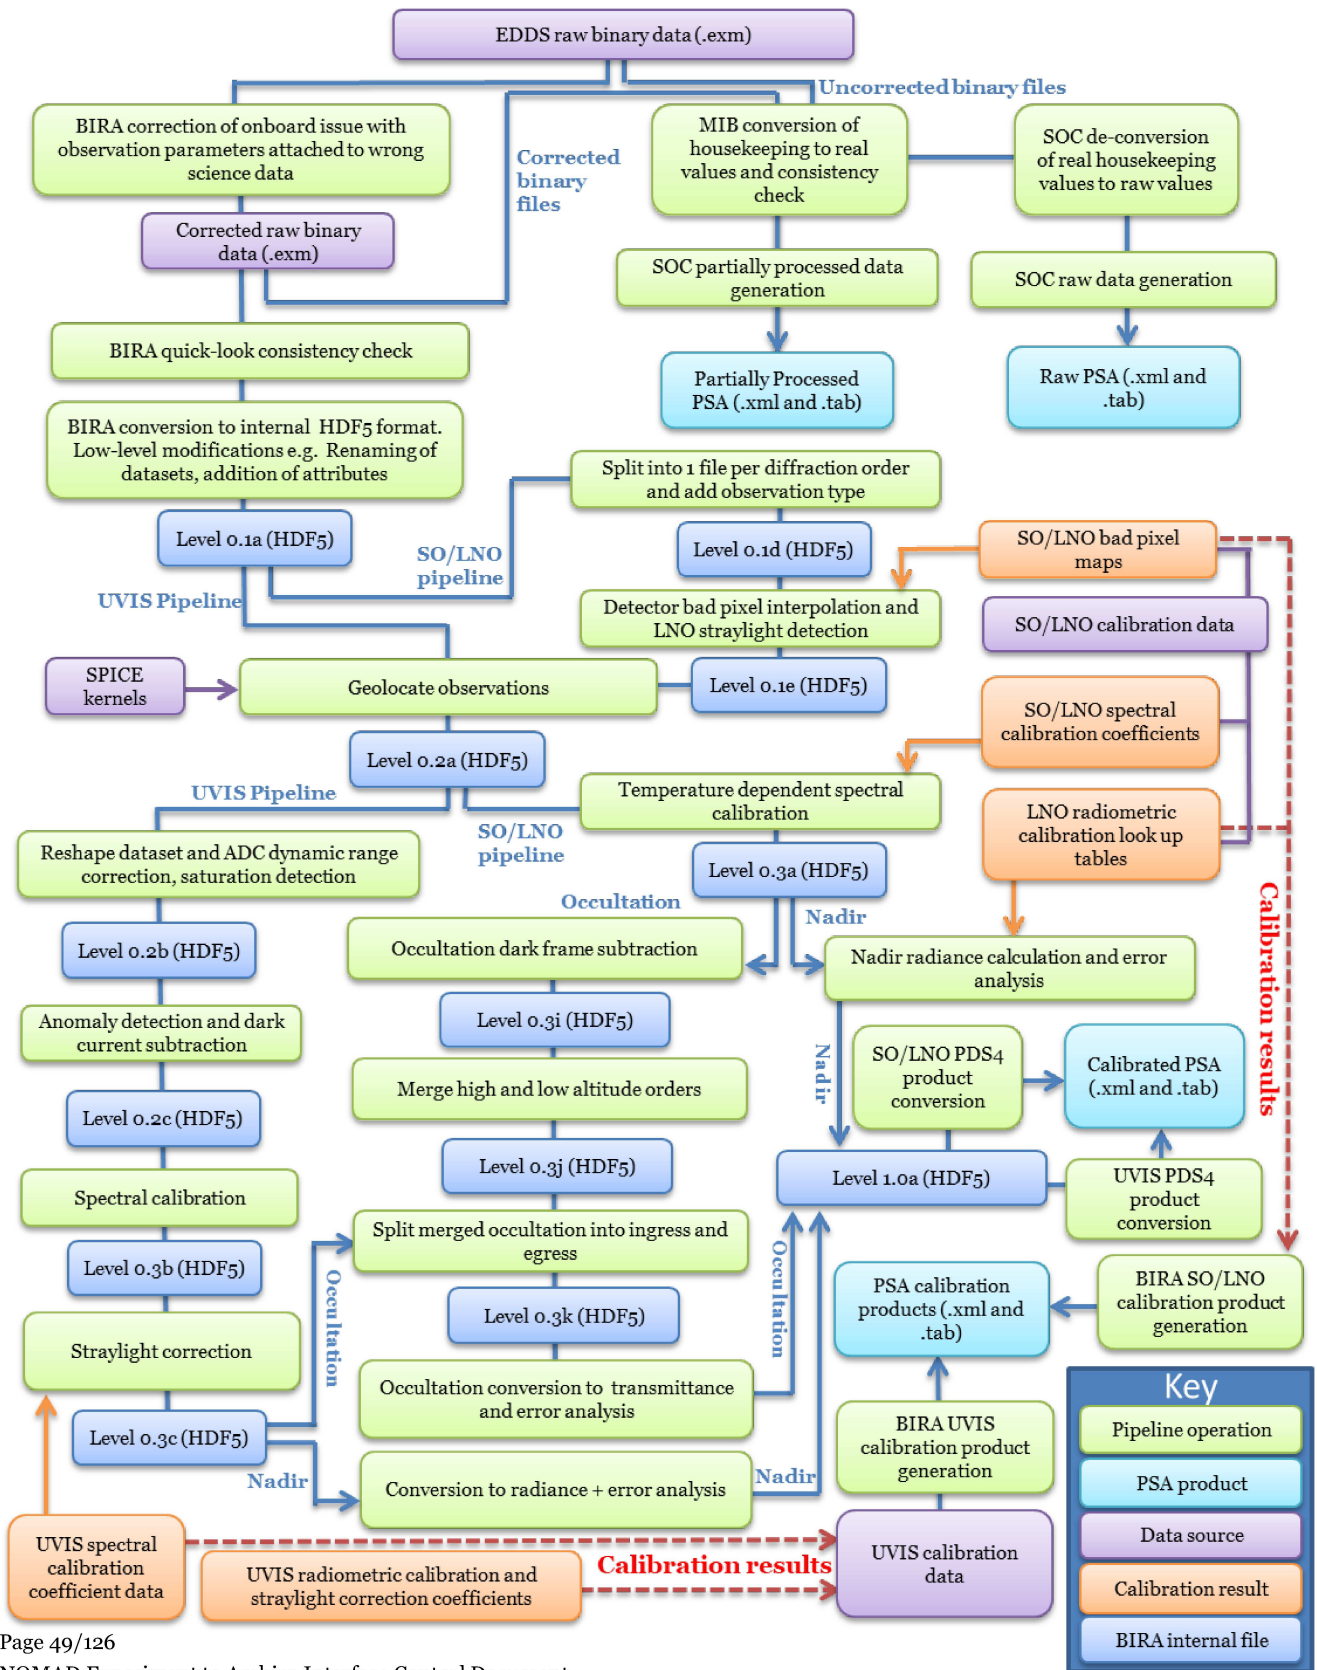 EDDS raw binary data (.exm)
Uncorrected binary files
BIRA correction of onboard issue with
observation parameters attached to wrong
science data
Corrected
binary
files
MIB conversion of
housekeeping to real
values and consistency
check
SOC de-conversion
of real housekeeping
values to raw values
Corrected raw binary
data (.exm)
SOC partially processed data
generation
SOC raw data generation
BIRA quick-look consistency check
Partially Processed
PSA (.xml and .tab)
Raw PSA (.xml and
.tab)
BIRA conversion to internal HDF5 format.
Low-level modifications e.g. Renaming of
datasets, addition of attributes
Split into 1 file per diffraction order
and add observation type
Level 0.1a (HDF5)
SO/LNO
pipeline
UVIS Pipeline
Level 0.1d (HDF5)
SO/LNO bad pixel
maps
Detector bad pixel interpolation and
LNO straylight detection
SO/LNO calibration data
SPICE
kernels
Geolocate observations
Level 0.1e (HDF5)
SO/LNO spectral
calibration coefficients
Level 0.2a (HDF5)
UVIS Pipeline
SO/LNO
pipeline
Temperature dependent spectral
calibration
LNO radiometric
calibration look up
tables
Reshape dataset and ADC dynamic range
correction, saturation detection
Level 0.3a (HDF5)
Occultation
Nadir
Calibration results
Level 0.2b (HDF5)
Occultation dark frame subtraction
Nadir radiance calculation and error
analysis
Anomaly detection and dark
current subtraction
Level 0.3i (HDF5)
Nadir
SO/LNO PDS4
product
conversion
Calibrated PSA
(.xml and .tab)
Merge high and low altitude orders
Level 0.2c (HDF5)
Level 0.3j (HDF5)
Level 1.0a (HDF5)
UVIS PDS4
product
conversion
Spectral calibration
Split merged occultation into ingress and
egress
Level 0.3b (HDF5)
Occultation
Occultation
Level 0.3k (HDF5)
PSA calibration
products (.xml and
.tab)
BIRA SO/LNO
calibration product
generation
Straylight correction
Occultation conversion to transmittance
and error analysis
Level 0.3c (HDF5)
Nadir
Conversion to radiance + error analysis
Nadir
BIRA UVIS
calibration product
generation
UVIS spectral
calibration
coefficient data
UVIS radiometric calibration and
straylight correction coefficients
Calibration results
UVIS calibration
data
Key
Pipeline operation
PSA product
Data source
Calibration result
BIRA internal file
Page 49/126